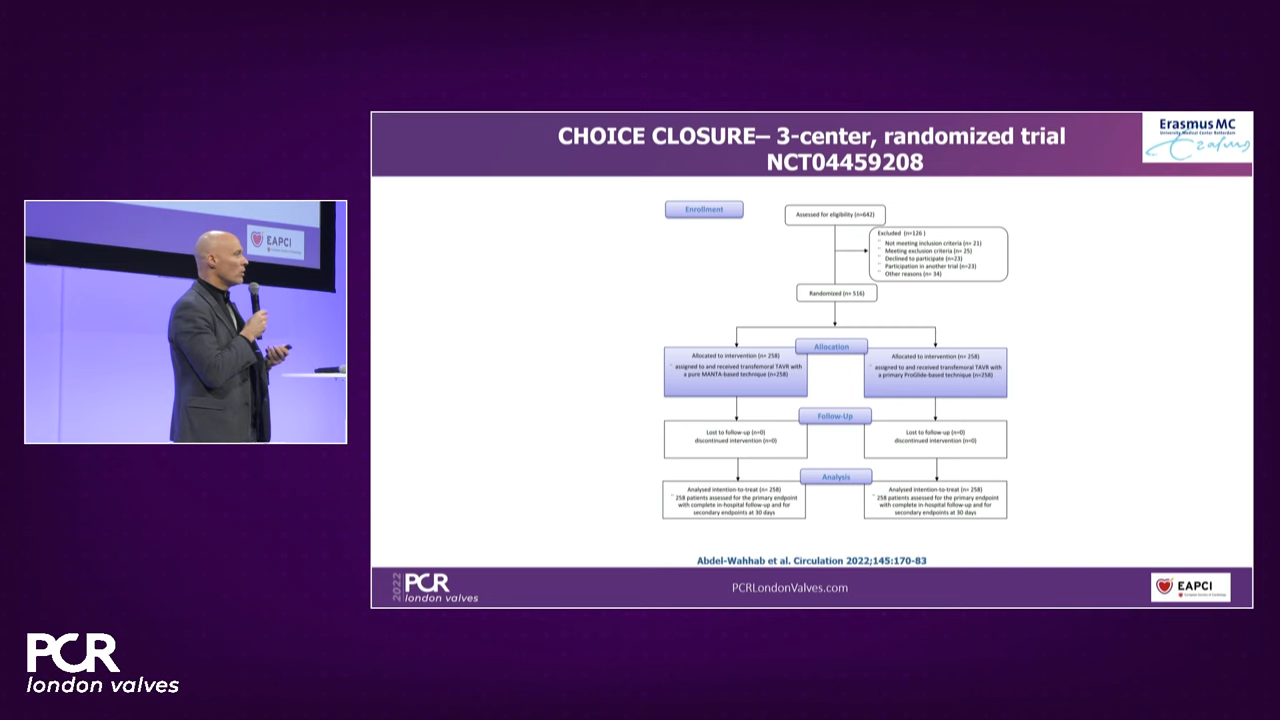 CHOICE CLOSURE– 3-center, randomized trial
NCT04459208
Erasmus MC
University Medical Center Rotterdam
Enrollment
Assessed for eligibility (n=642)
Excluded (n=126 )
Not meeting inclusion criteria (n= 21)
Meeting exclusion criteria (n= 25)
Declined to participate (n=23)
Participation in another trial (n=23)
Other reasons (n= 34)
Randomized (n= 516)
Allocation
Allocated to intervention (n= 258)
assigned to and received transfemoral TAVR with
a pure MANTA-based technique (n=258)
Allocated to intervention (n= 258)
assigned to and received transfemoral TAVR with
a primary ProGlide-based technique (n=258)
Follow-Up
Lost to follow-up (n=0)
discontinued intervention (n=0)
Lost to follow-up (n=0)
discontinued intervention (n=0)
Analysis
Analysed intention-to-treat (n= 258)
258 patients assessed for the primary endpoint
with complete in-hospital follow-up and for
secondary endpoints at 30 days
Analysed intention-to-treat (n= 258)
258 patients assessed for the primary endpoint
with complete in-hospital follow-up and for
secondary endpoints at 30 days
Abdel-Wahhab et al. Circulation 2022;145:170-83
2022
PCR
london valves
PCRLondonValves.com
EAPCI
EAPCI
PCR
london valves